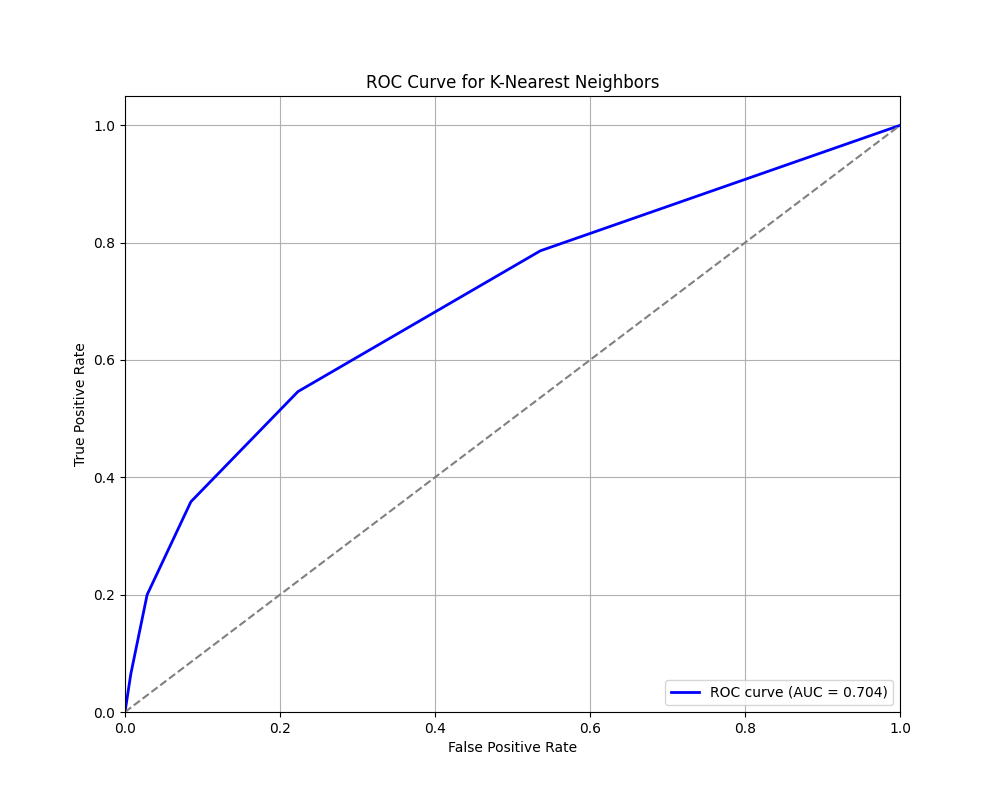 ROC Curve for K-Nearest Neighbors
1.0
0.8
0.6
0.4
0.2
0.0
True Positive Rate
ROC curve (AUC = 0.704)
0.0 0.2 0.4 0.6 0.8 1.0
False Positive Rate